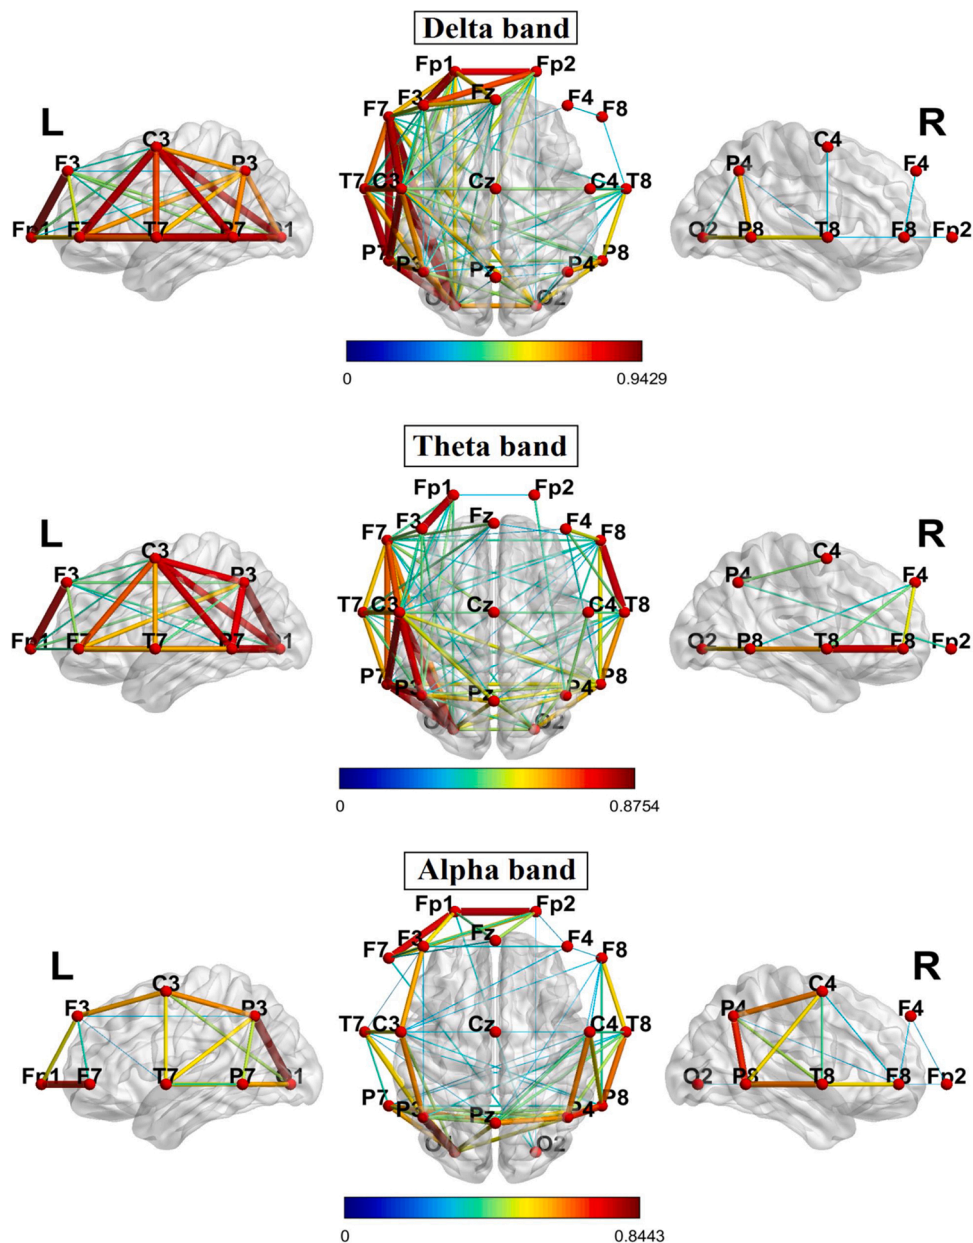 Delta band
Fp1 Fp2
L F3 Fz F4 R
F7 F8
C3 C4
F3 P3 T7 C3 Cz C4 T8 P4 F4
Fp1 F7 T7 P7 O1 P7 P3 Pz P4 P8 O2 P8 T8 F8 Fp2
O2
0 0.9429
Theta band
Fp1 Fp2
L F3 Fz F4 R
F7 F8
C3 C4
F3 P3 T7 C3 Cz C4 T8 P4 F4
Fp1 F7 T7 P7 O1 P7 P3 Pz P4 P8 O2 P8 T8 F8 Fp2
O2
0 0.8754
Alpha band
Fp1 Fp2
L F7 F3 Fz F4 F8 R
C3 C4
F3 P3 T7 C3 Cz C4 T8 P4 F4
Fp1 F7 T7 P7 O1 P7 P3 Pz P4 P8 O2 P8 T8 F8 Fp2
O2
0 0.8443